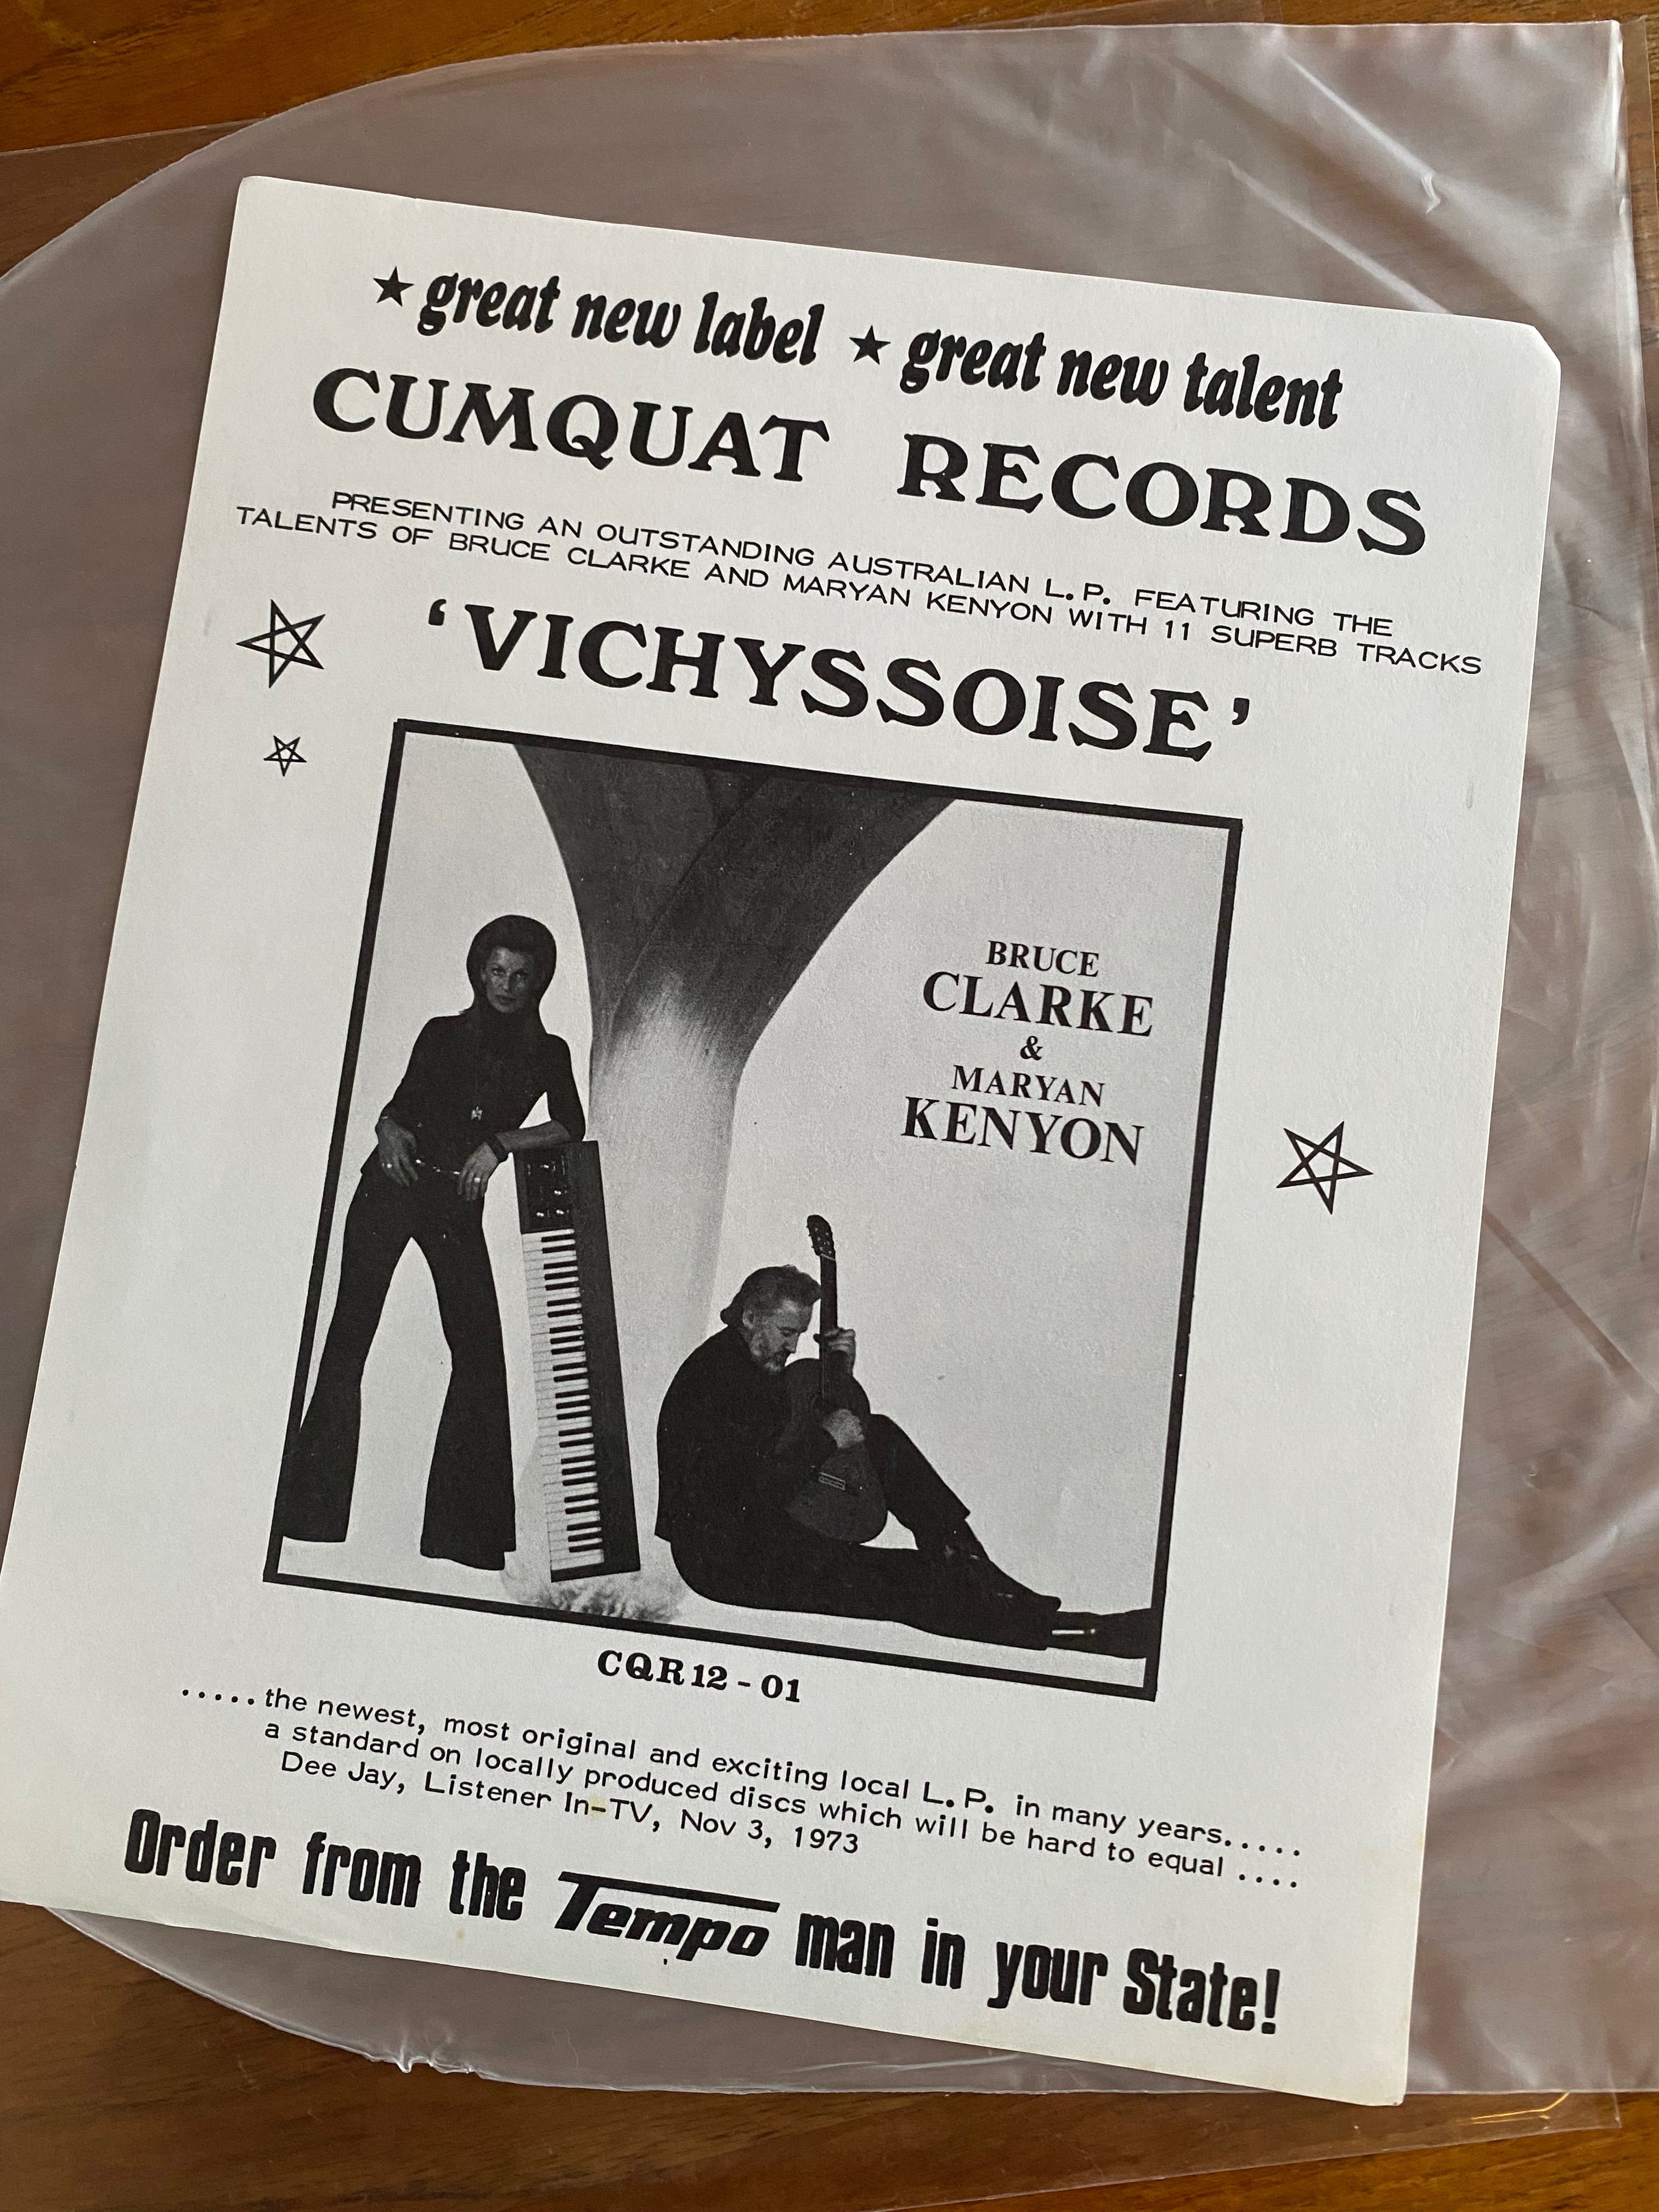 ★ great new label ★ great new talent
CUMQUAT RECORDS
PRESENTING AN OUTSTANDING AUSTRALIAN L.P. FEATURING THE
TALENTS OF BRUCE CLARKE AND MARYAN KENYON WITH 11 SUPERB TRACKS
‘VICHYSSOISE’
BRUCE
CLARKE
&
MARYAN
KENYON
CQR12-01
.....the newest, most original and exciting local L.P. in many years.....
a standard on locally produced discs which will be hard to equal ....
Dee Jay, Listener In-TV, Nov 3, 1973
Order from the Tempo man in your State!